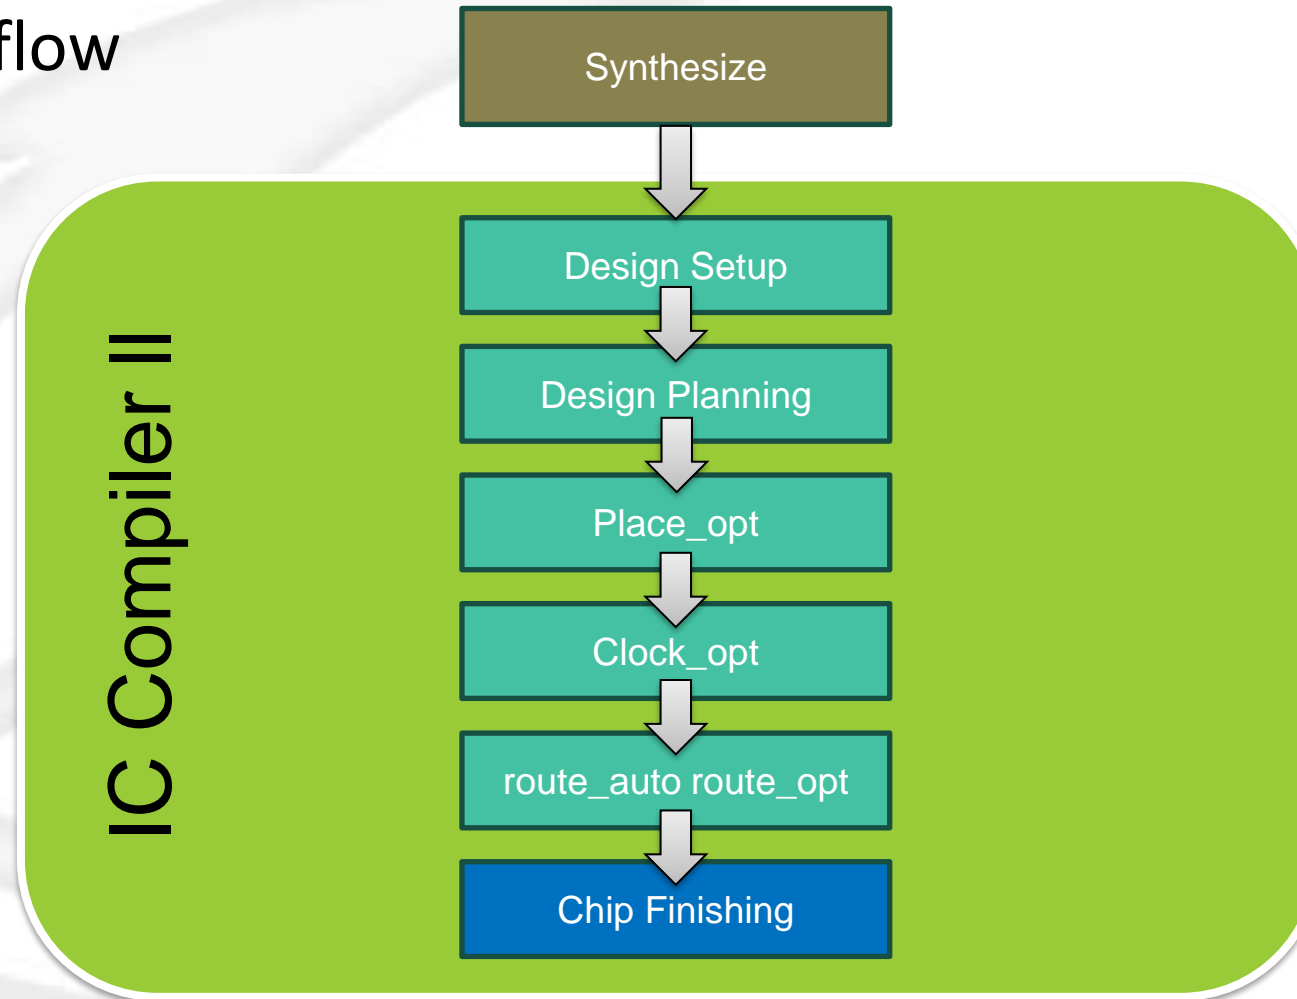 flow
Synthesize
IC Compiler II
Design Setup
Design Planning
Place_opt
Clock_opt
route_auto route_opt
Chip Finishing